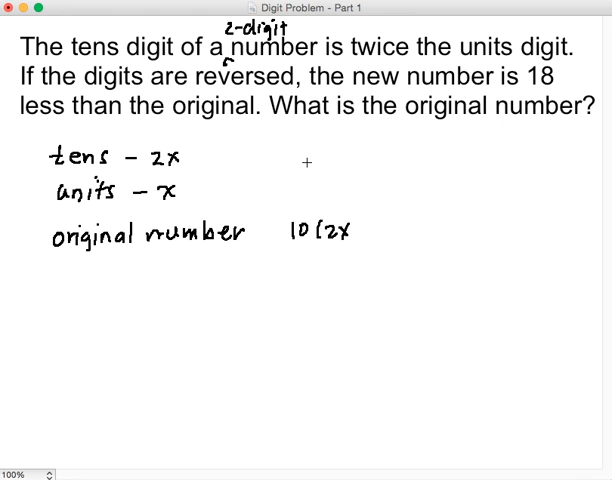 Digit Problem - Part 1
2-digit
The tens digit of a number is twice the units digit.
If the digits are reversed, the new number is 18
less than the original. What is the original number?
tens - 2x
units - x
original number 10(2x
100%